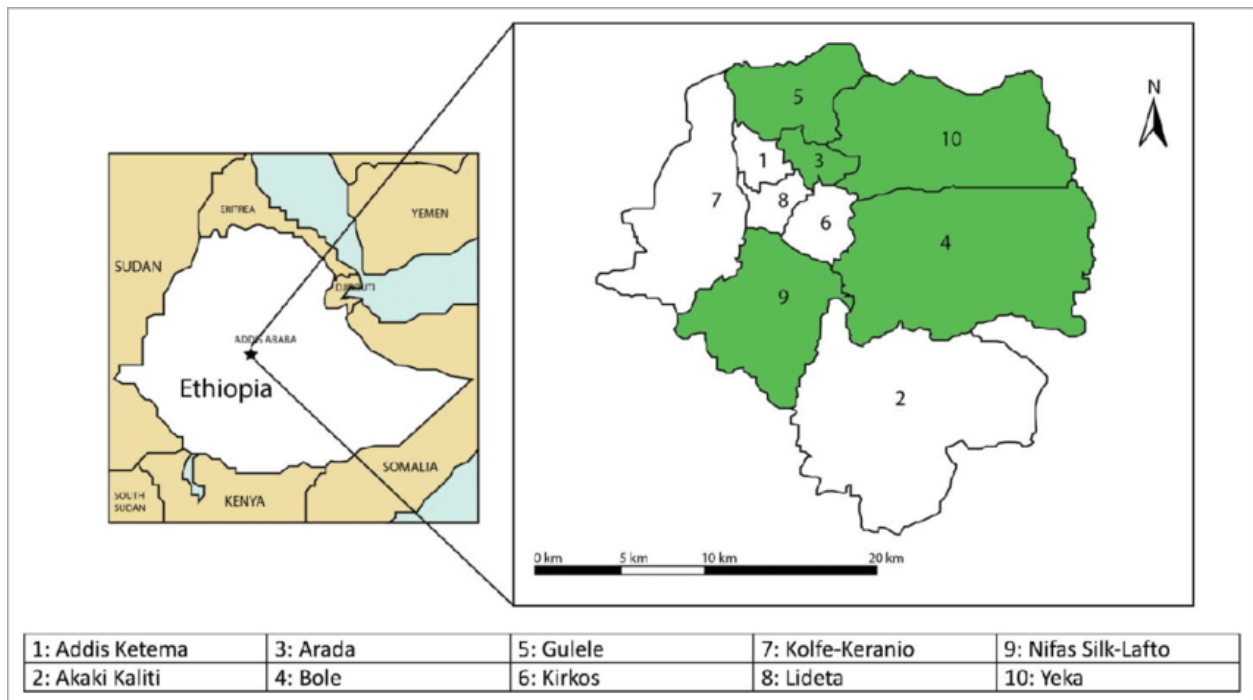 ERITREA
YEMEN
SUDAN
DJIBOUTI
ADDIS ABABA
Ethiopia
SOMALIA
SOUTH
SUDAN
KENYA
N
5
10
1
3
7
8
6
4
9
2
0 km 5 km 10 km 20 km
1: Addis Ketema 3: Arada 5: Gulele 7: Kolfe-Keranio 9: Nifas Silk-Lafto
2: Akaki Kaliti 4: Bole 6: Kirkos 8: Lideta 10: Yeka